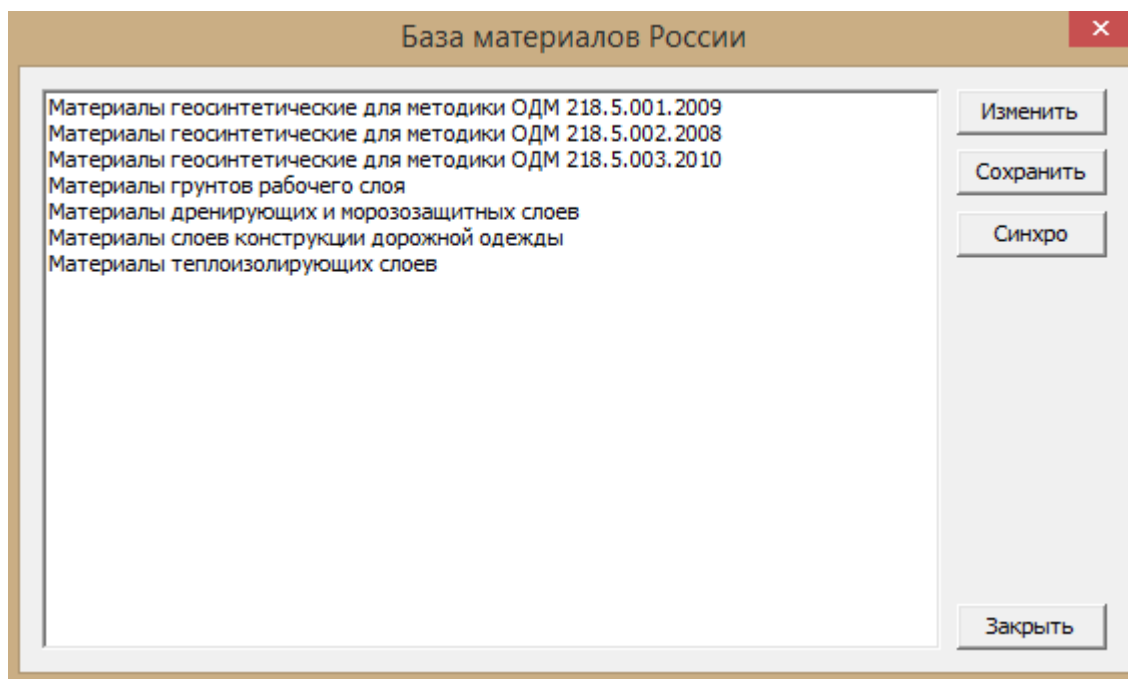 База материалов России
Материалы геосинтетические для методики ОДМ 218.5.001.2009
Материалы геосинтетические для методики ОДМ 218.5.002.2008
Материалы геосинтетические для методики ОДМ 218.5.003.2010
Материалы грунтов рабочего слоя
Материалы дренирующих и морозозащитных слоев
Материалы слоев конструкции дорожной одежды
Материалы теплоизолирующих слоев
Изменить
Сохранить
Синхро
Закрыть